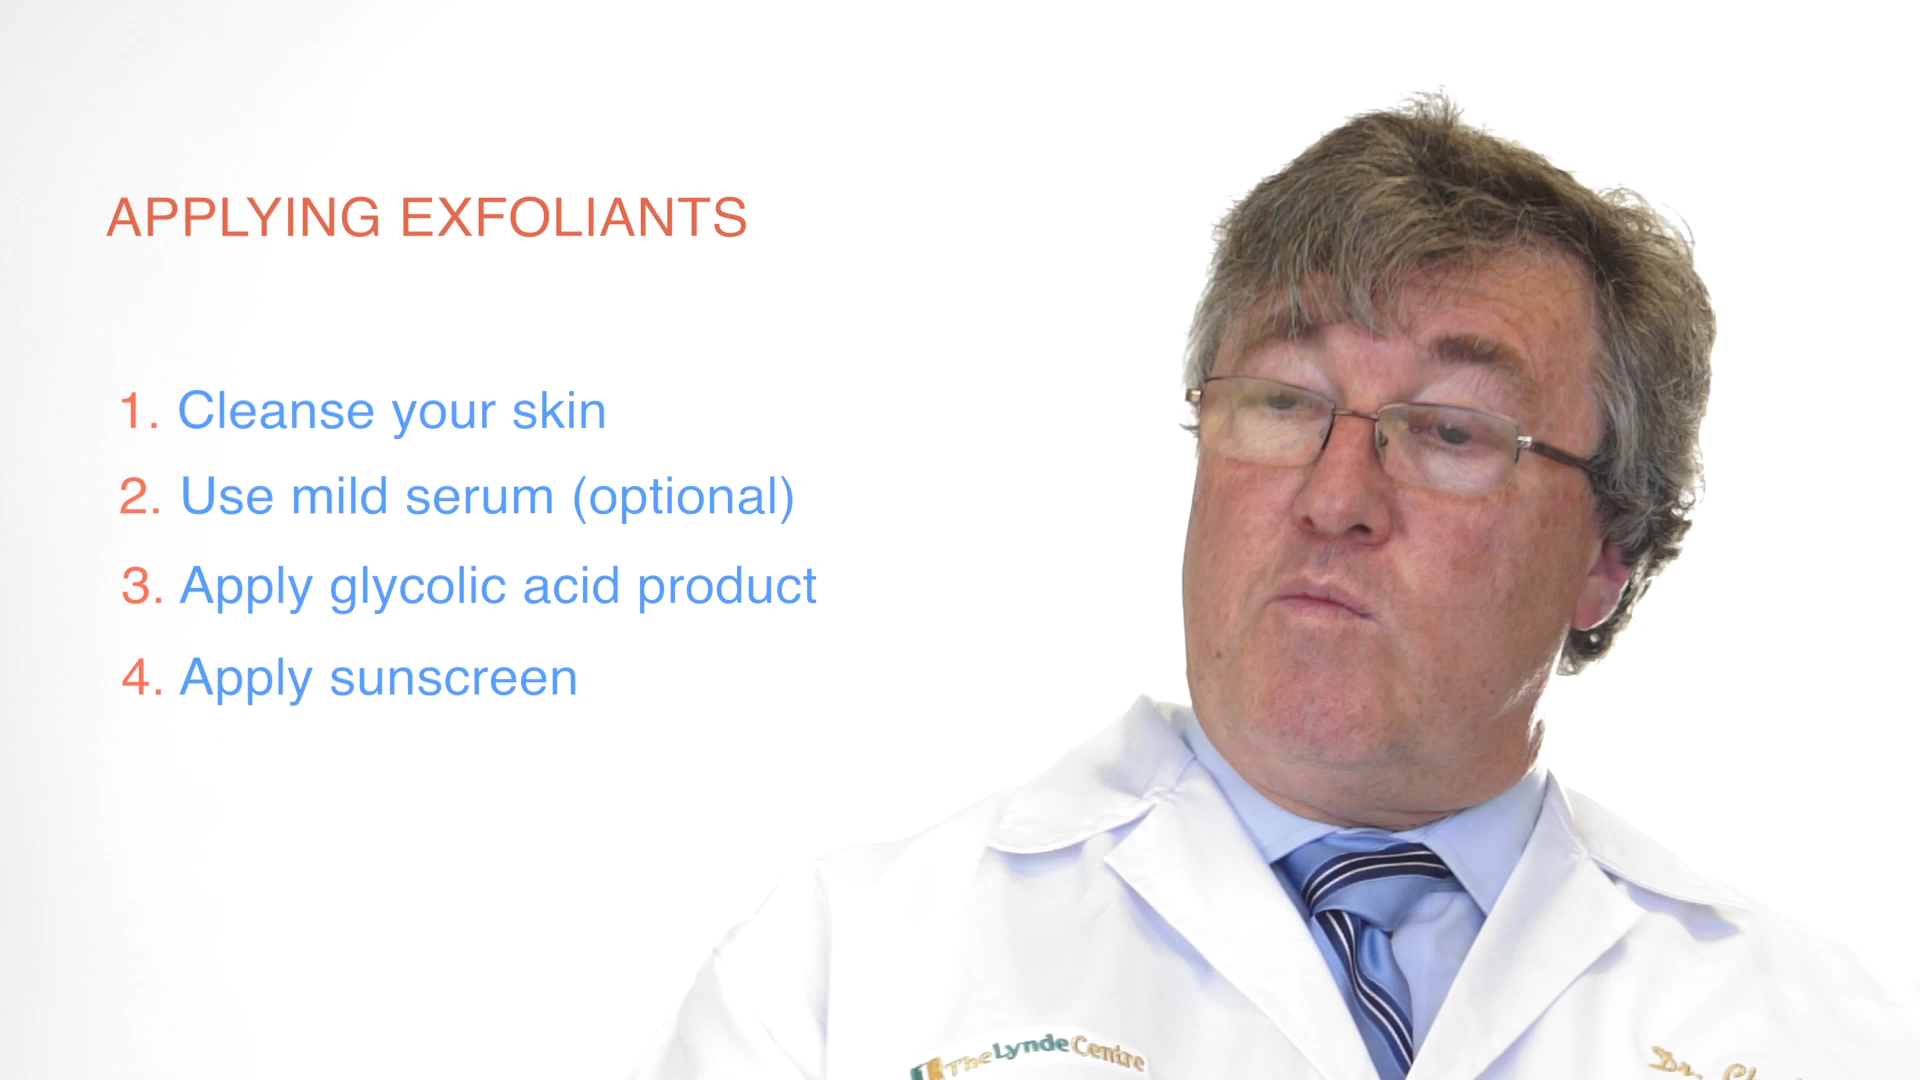 APPLYING EXFOLIANTS
1. Cleanse your skin
2. Use mild serum (optional)
3. Apply glycolic acid product
4. Apply sunscreen
The Lynde Centre
Dr.